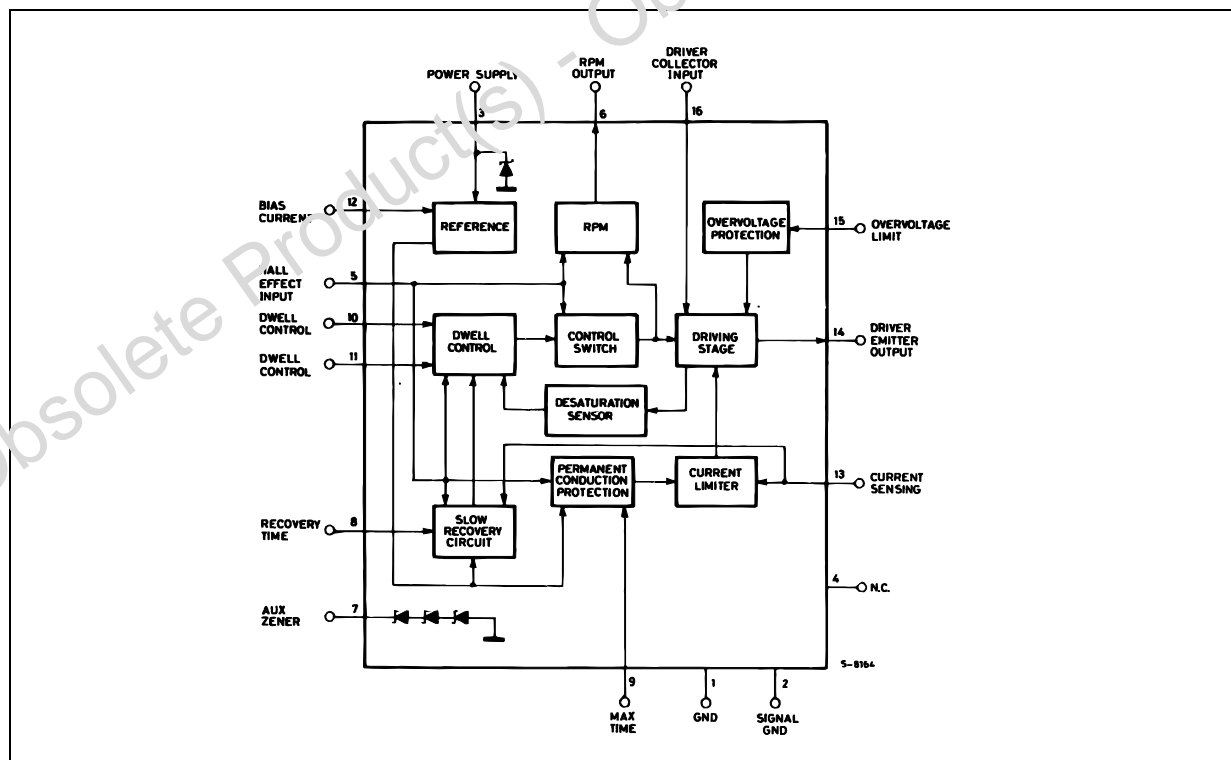 Obsolete Product(s) - Ob
DRIVER
COLLECTOR
INPUT
RPM
OUTPUT
POWER SUPPLY
3
6
16
BIAS
12
REFERENCE
RPM
OVERVOLTAGE
PROTECTION
15
OVERVOLTAGE
LIMIT
5
EFFECT
INPUT
DWELL
CONTROL
10
DWELL
CONTROL
11
DWELL
CONTROL
CONTROL
SWITCH
DRIVING
STAGE
14
DRIVER
EMITTER
OUTPUT
DESATURATION
SENSOR
PERMANENT
CONDUCTION
PROTECTION
CURRENT
LIMITER
13
CURRENT
SENSING
RECOVERY
TIME
8
SLOW
RECOVERY
CIRCUIT
4
N.C.
AUX
ZENER
7
S-8164
9
1
2
MAX
TIME
GND
SIGNAL
GND